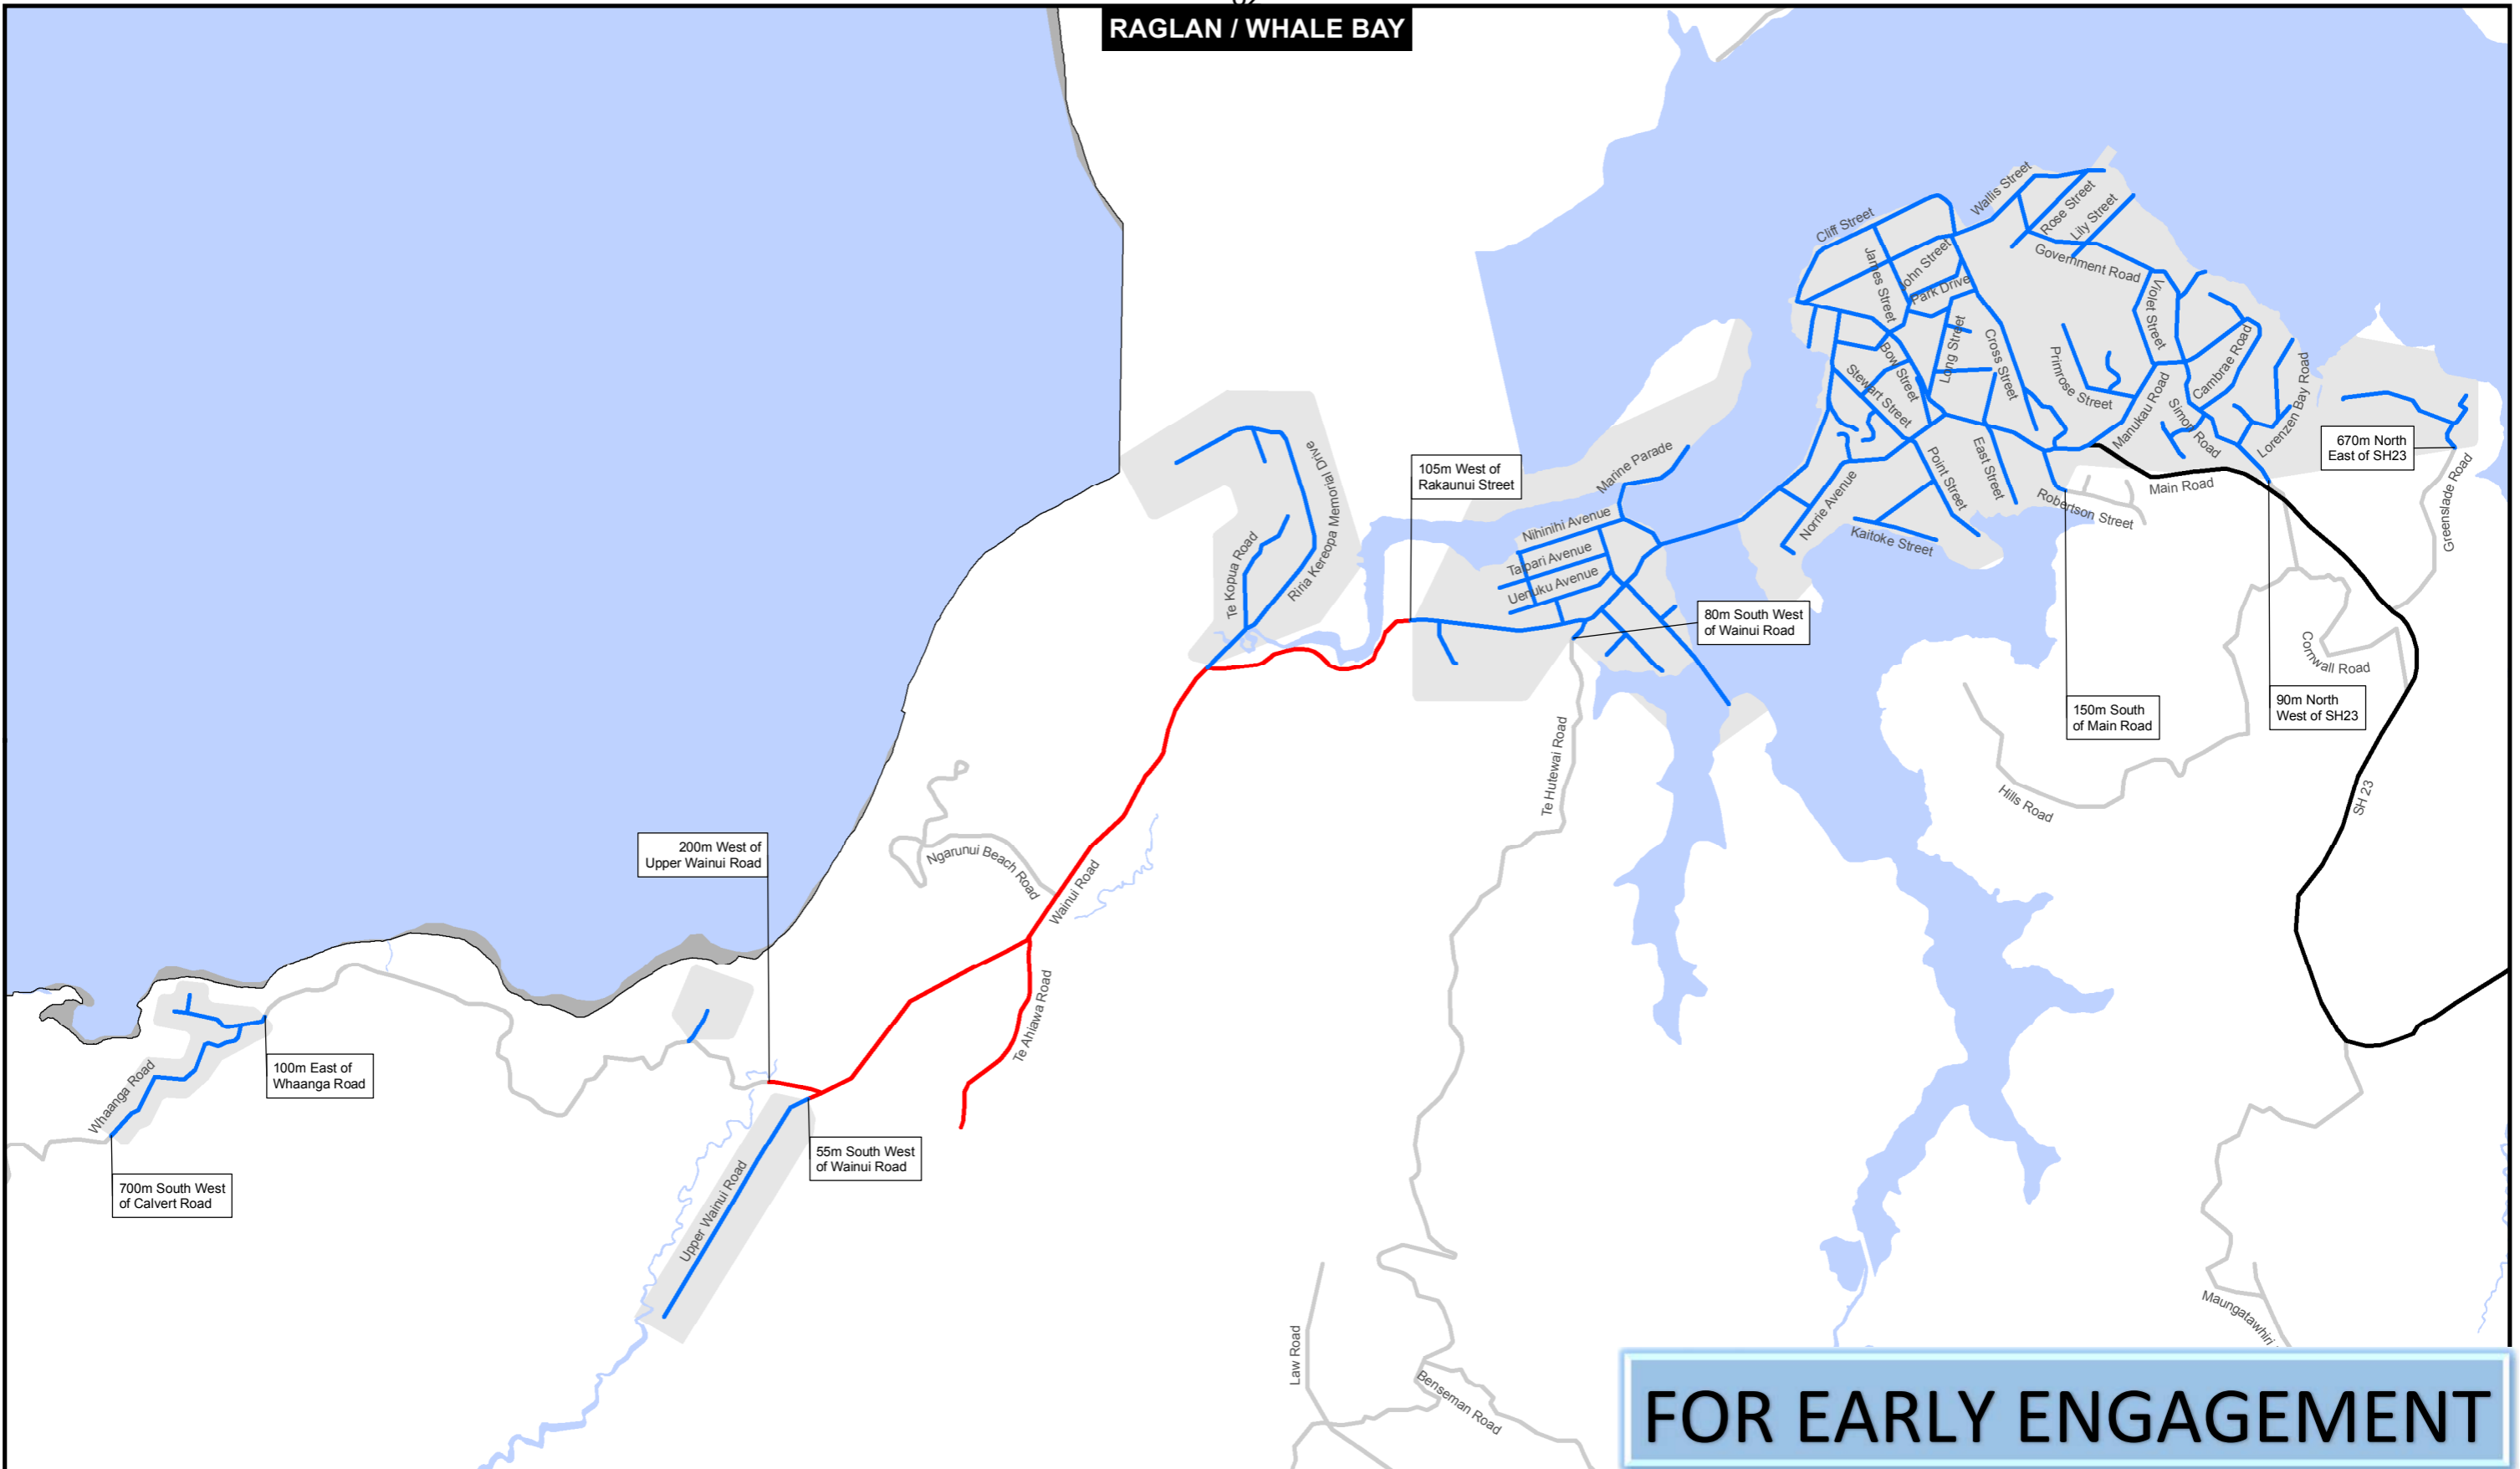 RAGLAN / WHALE BAY
Wallis Street
Rose Street
Lily Street
Cliff Street
James Street
John Street
Park Drive
Government Road
Violet Street
Long Street
Cross Street
Bow Street
Stewart Street
Primrose Street
Cambrae Road
Manukau Road
Simon Road
Lorenzen Bay Road
670m North
East of SH23
Greenslade Road
Main Road
Robertson Street
East Street
Point Street
Norrie Avenue
Kaitoke Street
Marine Parade
105m West of
Rakaunui Street
Nihinihi Avenue
Taipari Avenue
Uenuku Avenue
Riria Kereopa Memorial Drive
Te Kopua Road
80m South West
of Wainui Road
Cornwall Road
150m South
of Main Road
90m North
West of SH23
Te Hutewai Road
Hills Road
SH 23
200m West of
Upper Wainui Road
Ngarunui Beach Road
Wainui Road
Te Ahiawa Road
100m East of
Whaanga Road
Whaanga Road
700m South West
of Calvert Road
55m South West
of Wainui Road
Upper Wainui Road
Law Road
Benseman Road
Maungatawhiri
FOR EARLY ENGAGEMENT